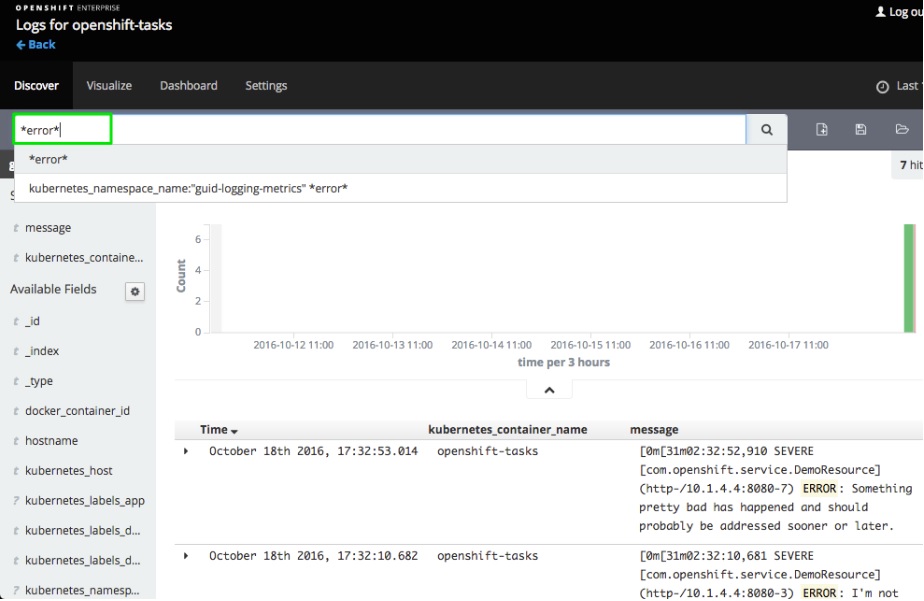 OPENSHIFT ENTERPRISE
Logs for openshift-tasks
Back
Log ou
Discover
Visualize
Dashboard
Settings
Last
*error*
*error*
kubernetes_namespace_name:"guid-logging-metrics" *error*
7 hit
t message
t kubernetes_containe...
Available Fields
t _id
t _index
t _type
t docker_container_id
t hostname
t kubernetes_host
? kubernetes_labels_app
t kubernetes_labels_d...
t kubernetes_labels_d...
? kubernetes_namesp...
Count
6
4
2
0
2016-10-12 11:00
2016-10-13 11:00
2016-10-14 11:00
2016-10-15 11:00
2016-10-16 11:00
2016-10-17 11:00
time per 3 hours
Time kubernetes_container_name message
October 18th 2016, 17:32:53.014 openshift-tasks [0m[31m02:32:52,910 SEVERE
[com.openshift.service.DemoResource]
(http-/10.1.4.4:8080-7) ERROR: Something
pretty bad has happened and should
probably be addressed sooner or later.
October 18th 2016, 17:32:10.682 openshift-tasks [0m[31m02:32:10,681 SEVERE
[com.openshift.service.DemoResource]
(http-/10.1.4.4:8080-3) ERROR: I'm not